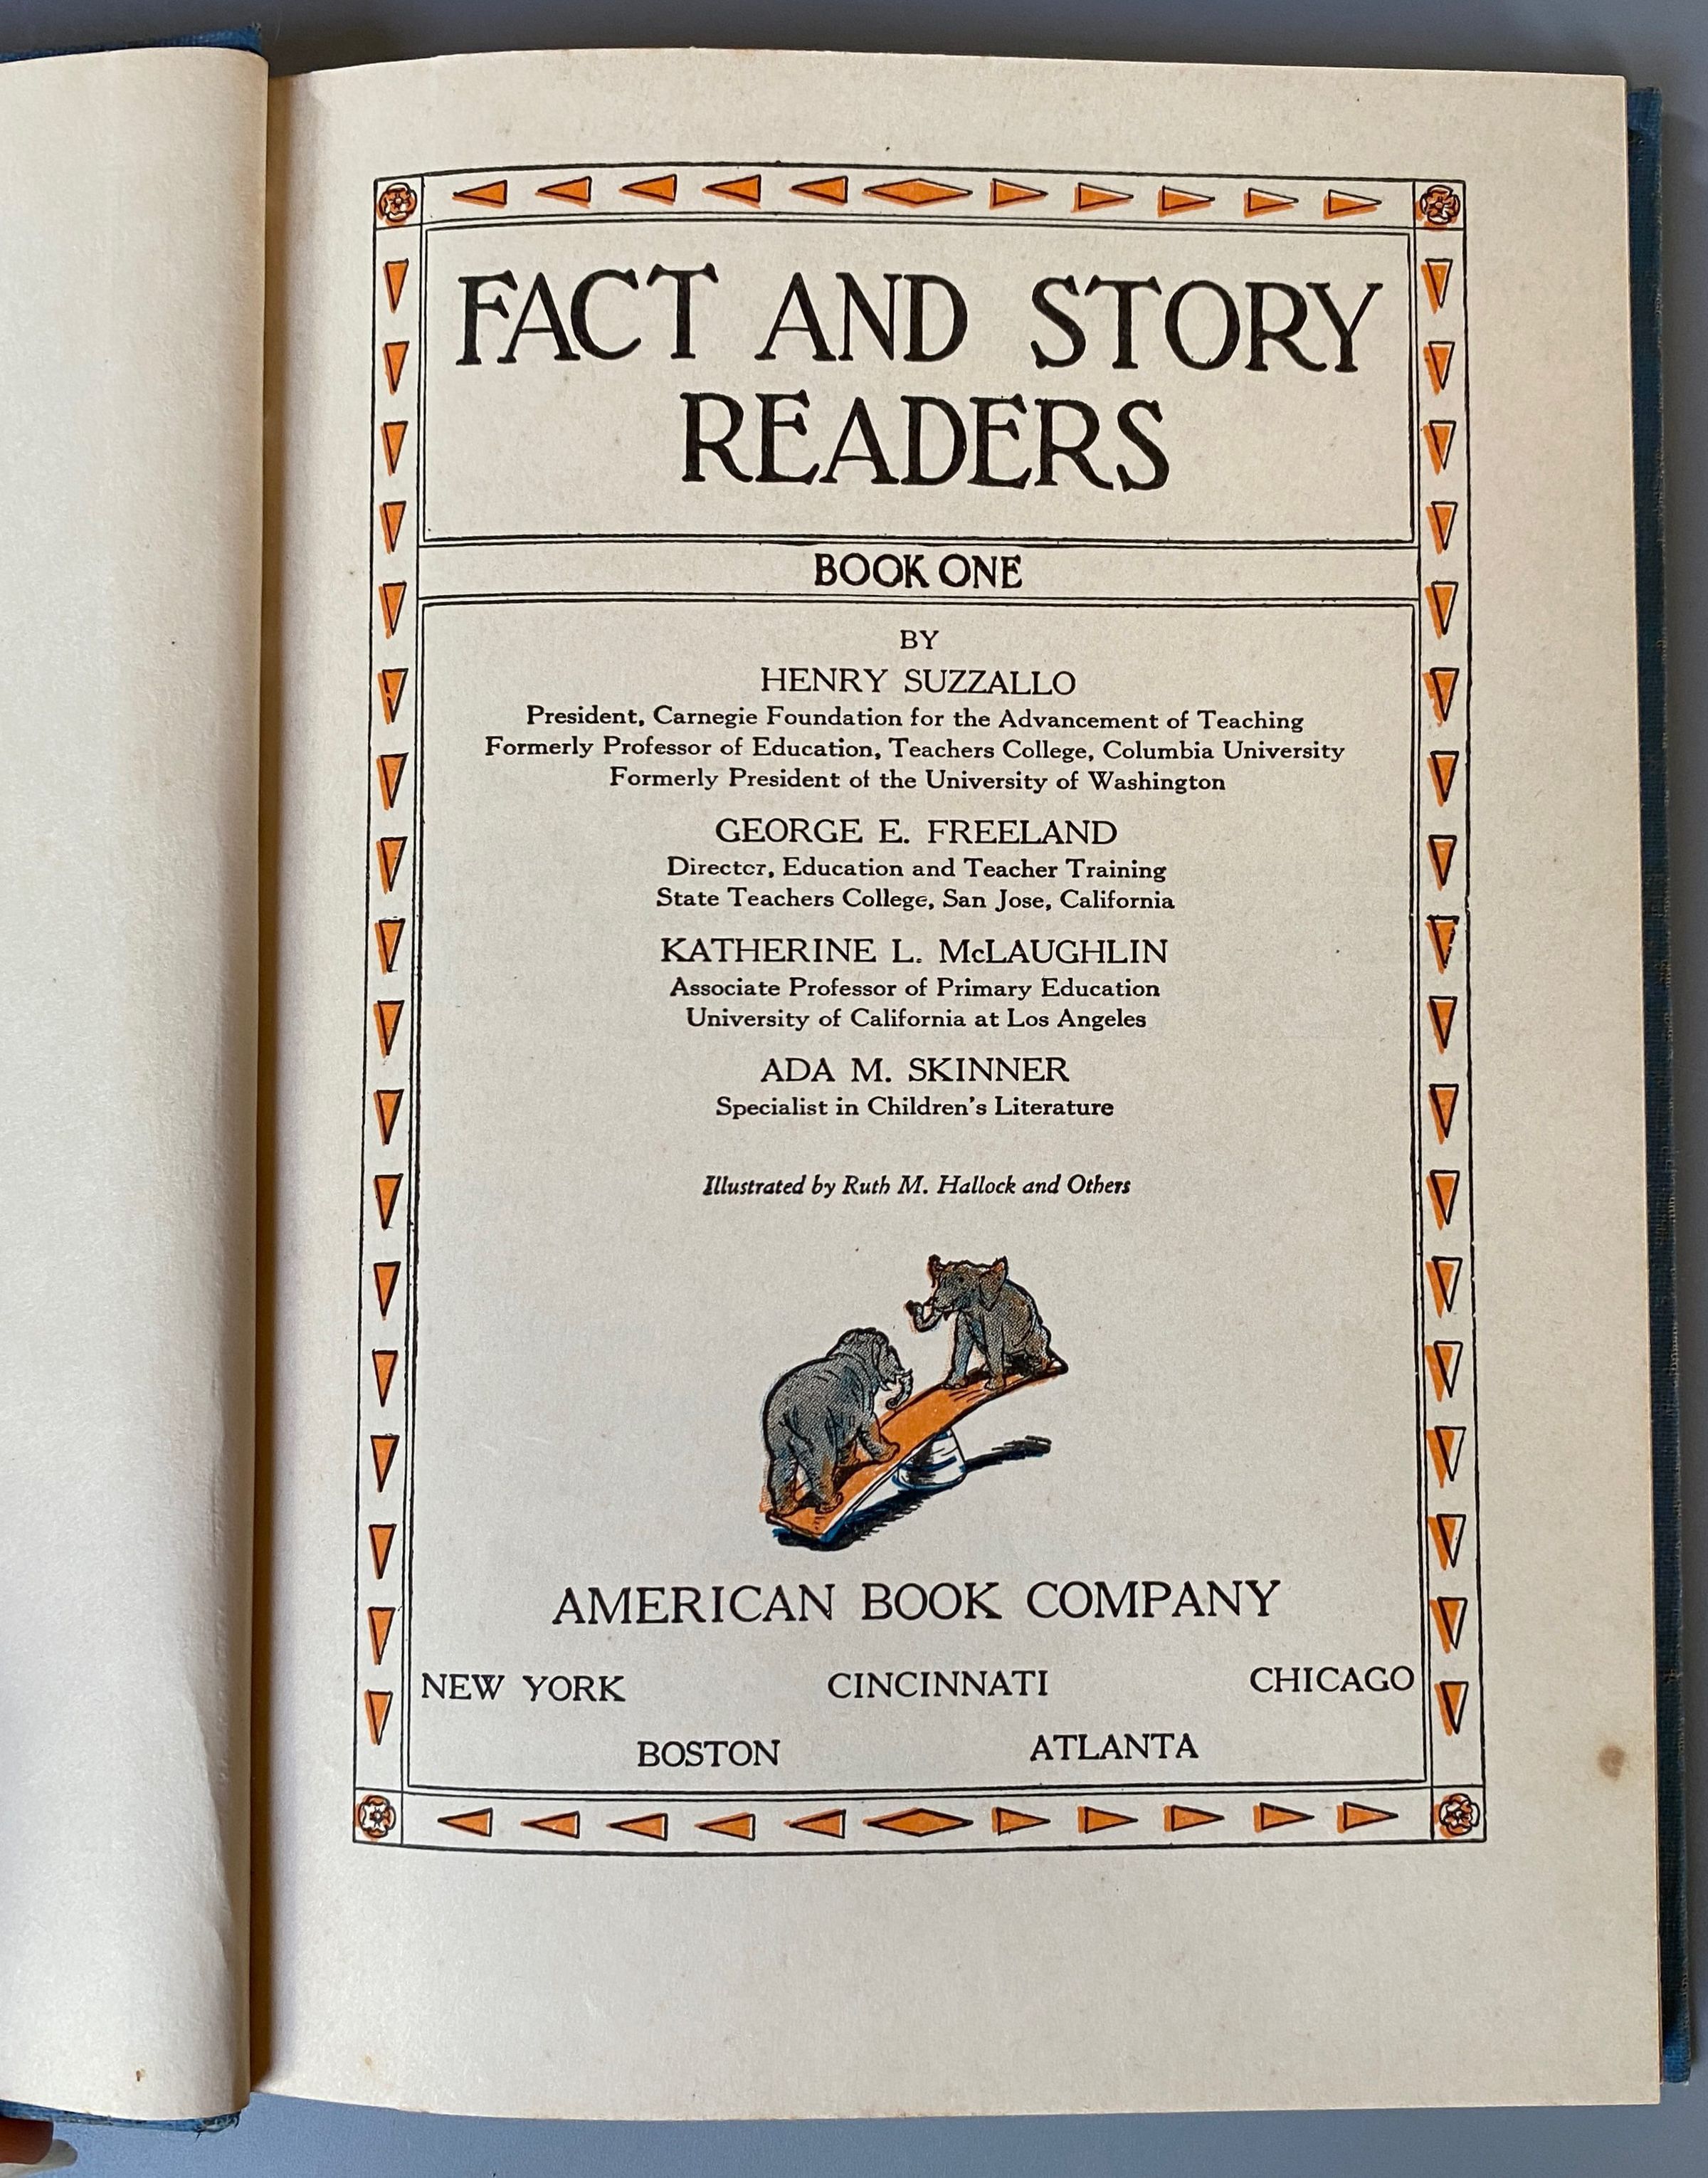 FACT AND STORY
READERS
BOOK ONE
BY
HENRY SUZZALLO
President, Carnegie Foundation for the Advancement of Teaching
Formerly Professor of Education, Teachers College, Columbia University
Formerly President of the University of Washington
GEORGE E. FREELAND
Director, Education and Teacher Training
State Teachers College, San Jose, California
KATHERINE L. McLAUGHLIN
Associate Professor of Primary Education
University of California at Los Angeles
ADA M. SKINNER
Specialist in Children's Literature
Illustrated by Ruth M. Hallock and Others
AMERICAN BOOK COMPANY
NEW YORK CINCINNATI CHICAGO
BOSTON ATLANTA